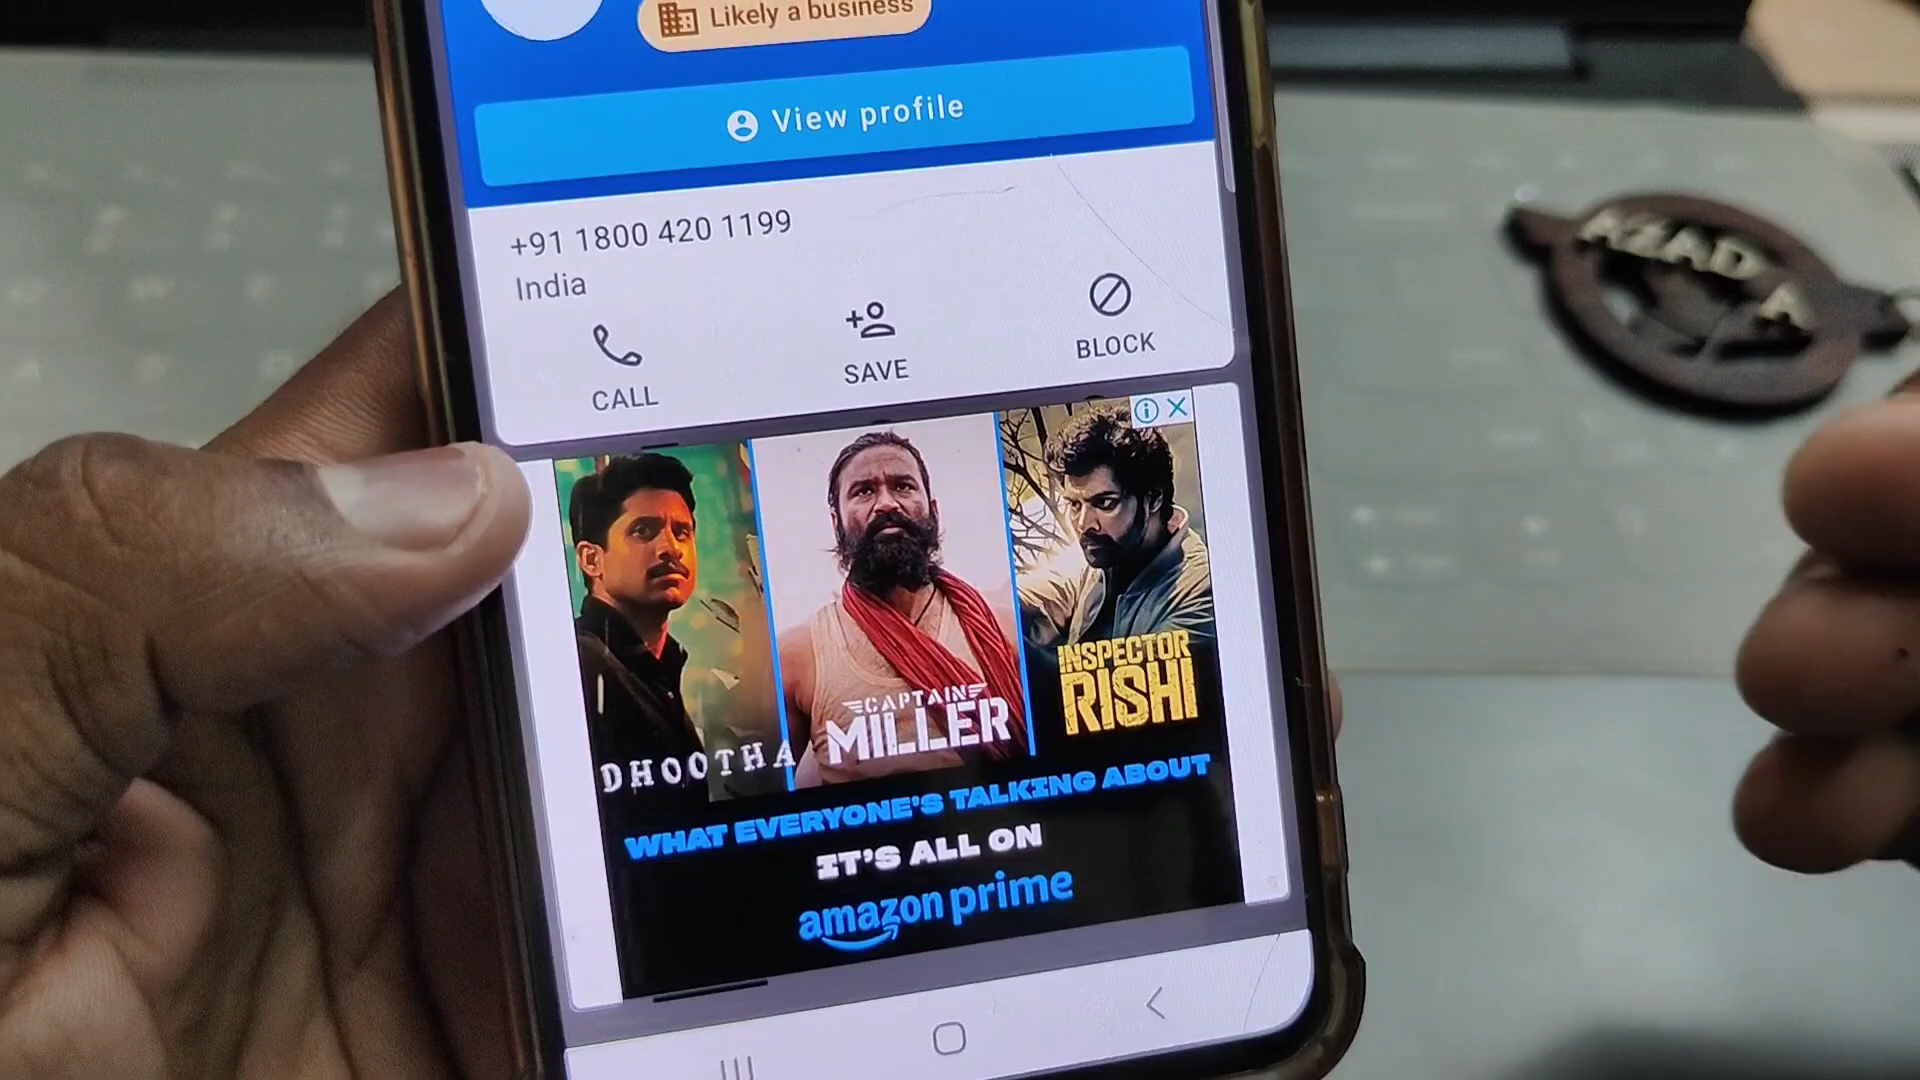 Likely a business
View profile
+91 1800 420 1199
India
CALL
SAVE
BLOCK
DHOOTHA
CAPTAIN
MILLER
INSPECTOR
RISHI
WHAT EVERYONE'S TALKING ABOUT
IT'S ALL ON
amazon prime
AZAD
A